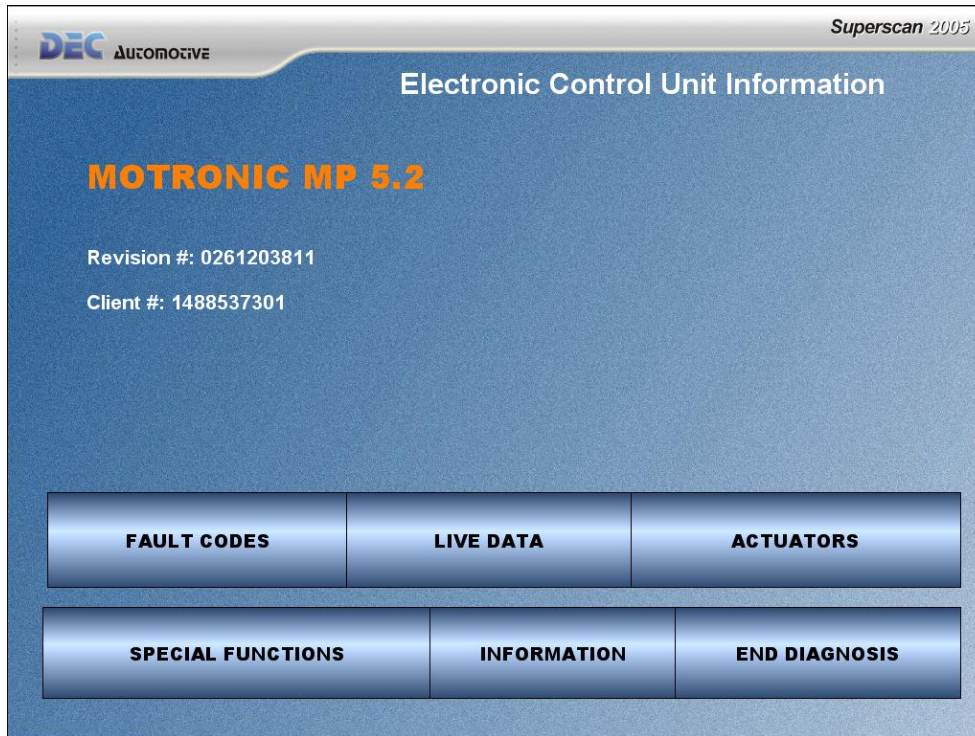 Superscan 2005
DEC AUTOMOTIVE
Electronic Control Unit Information
MOTRONIC MP 5.2
Revision #: 0261203811
Client #: 1488537301
FAULT CODES LIVE DATA ACTUATORS
SPECIAL FUNCTIONS INFORMATION END DIAGNOSIS